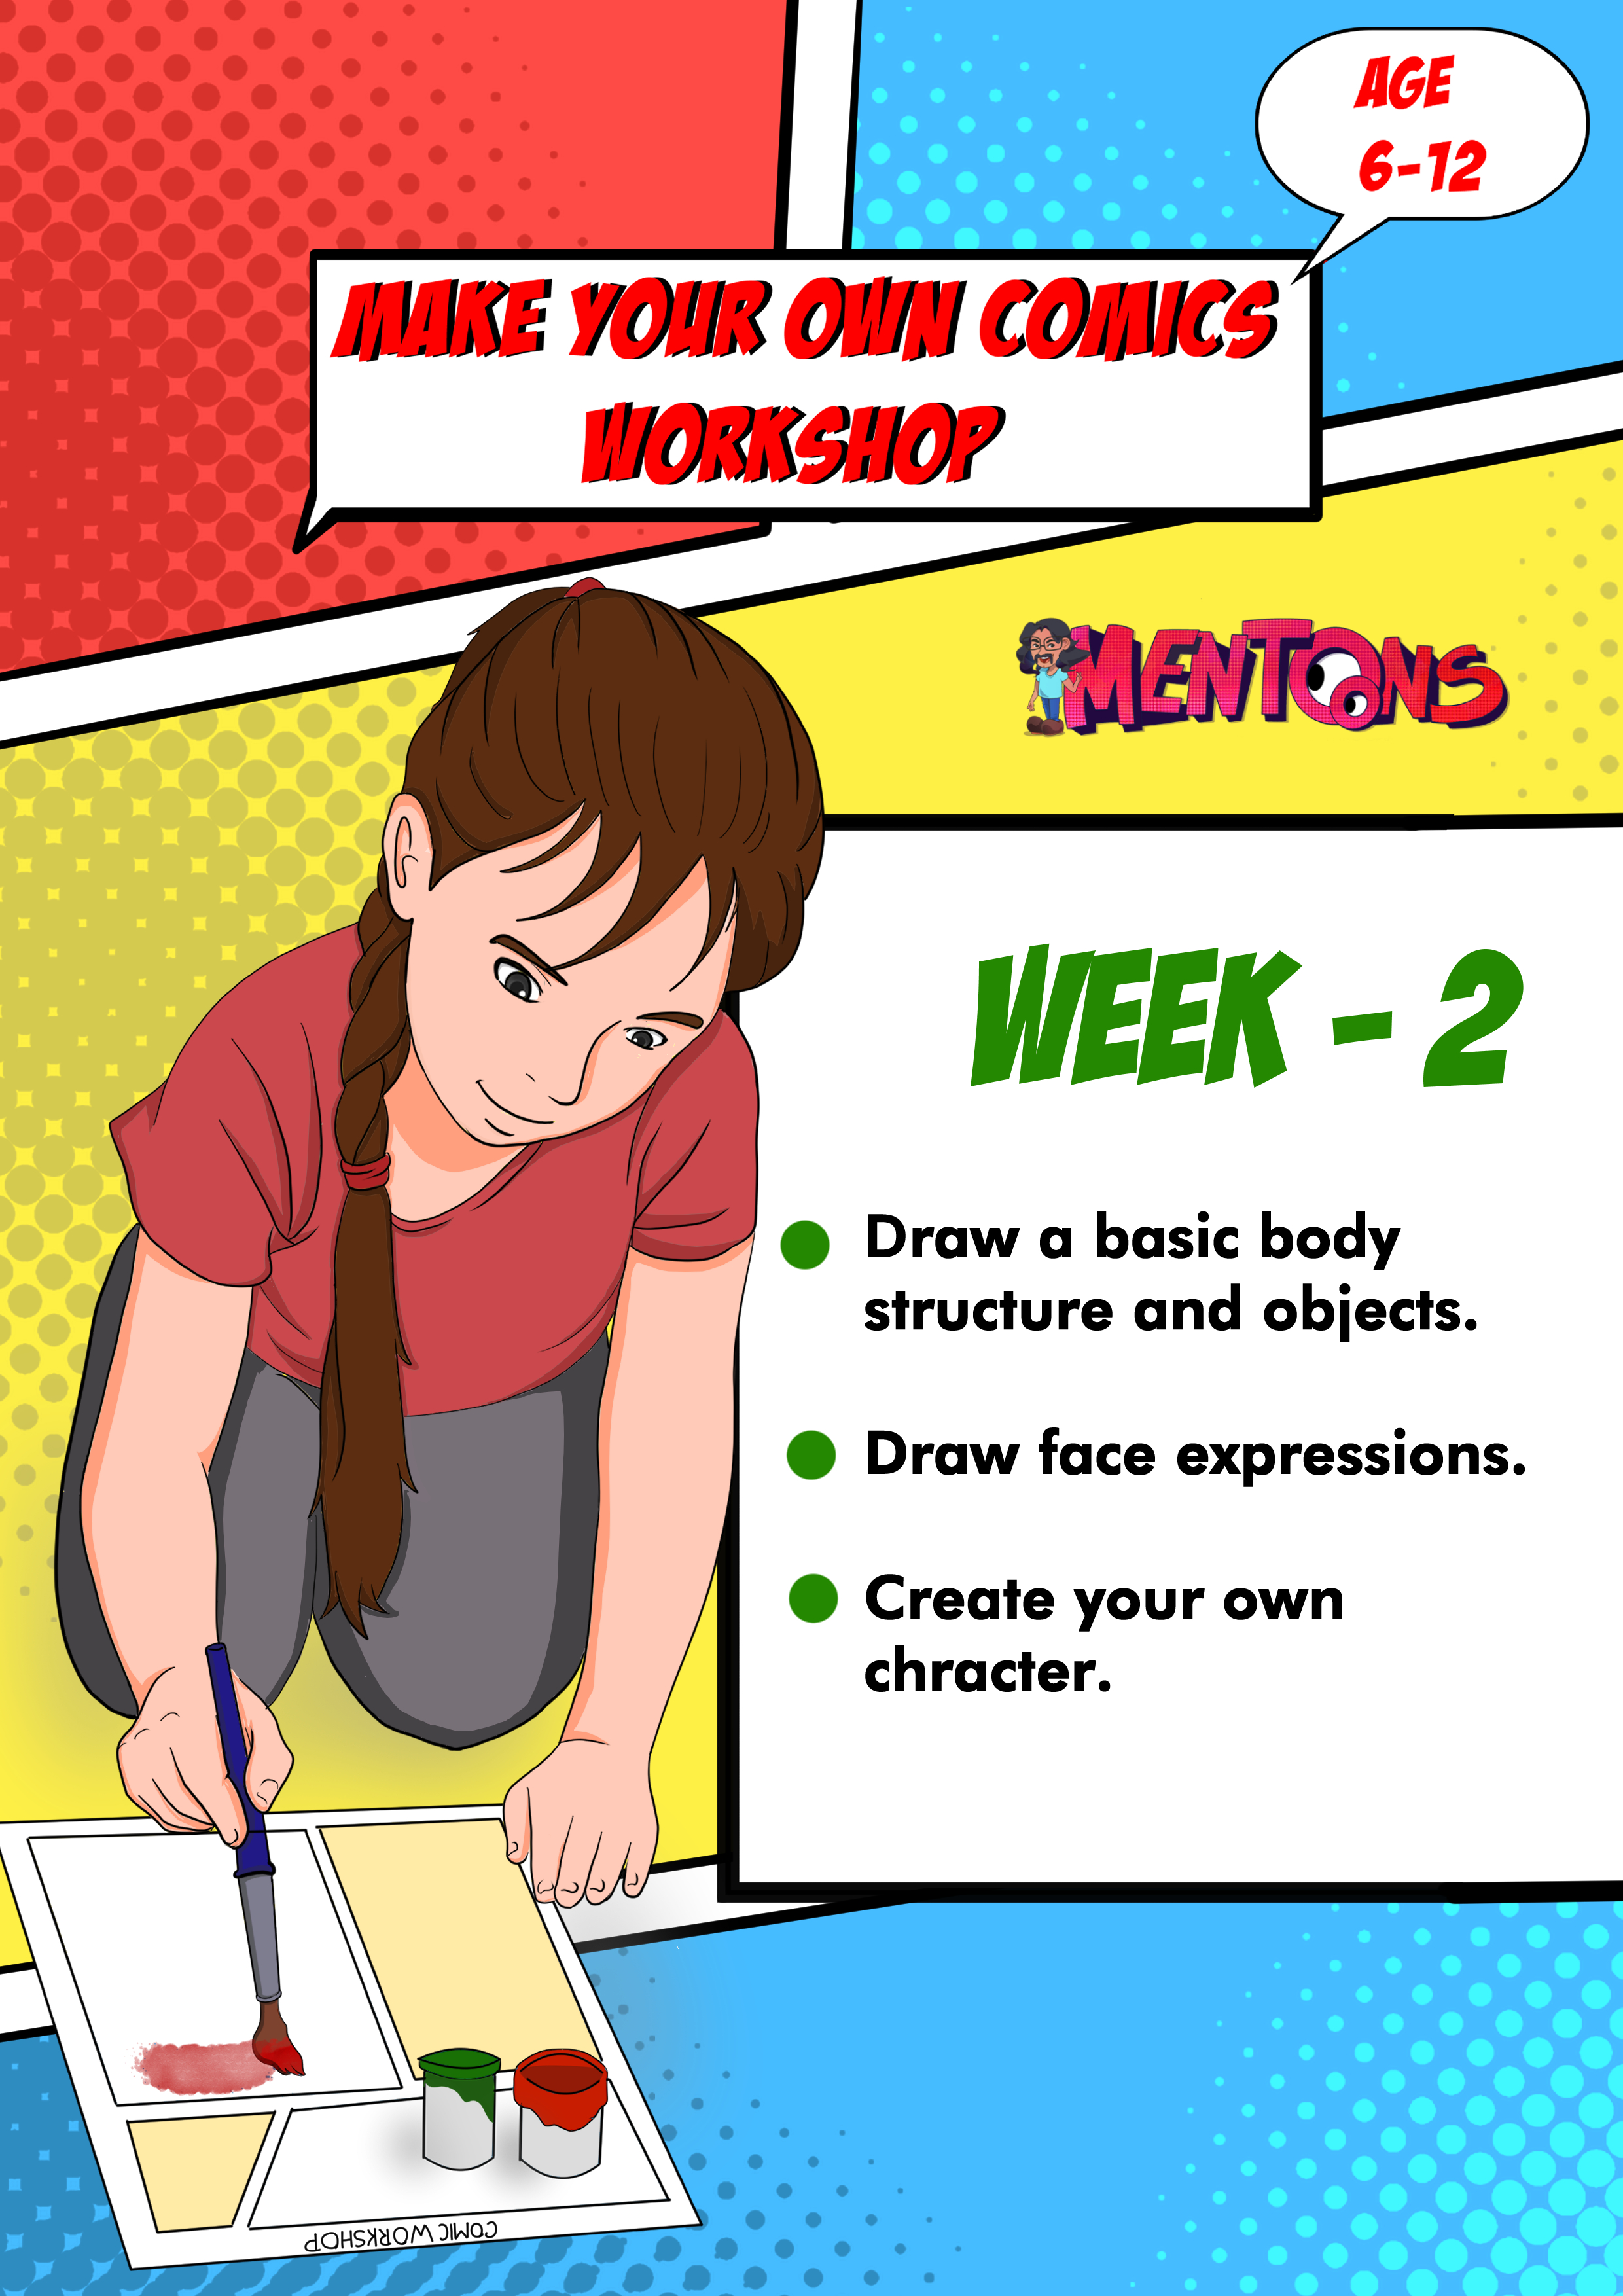 AGE
6-12
MAKE YOUR OWN COMICS
WORKSHOP
MENTOONS
WEEK - 2
Draw a basic body
structure and objects.
Draw face expressions.
Create your own
chracter.
COMIC WORKSHOP